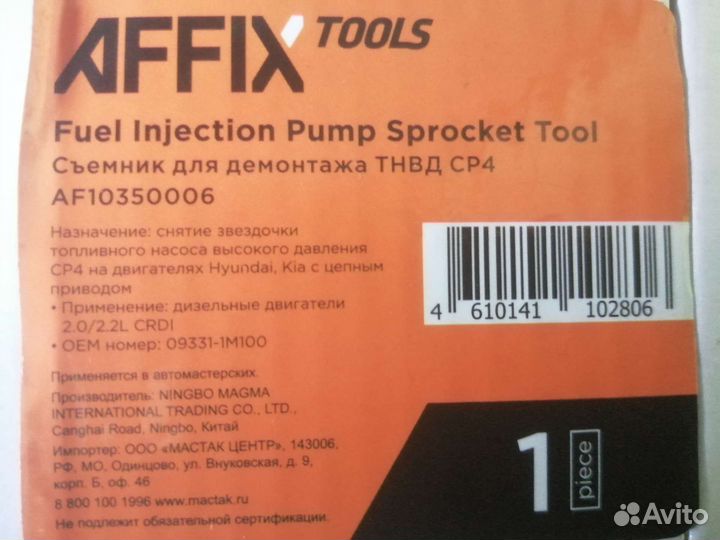 AFFIX TOOLS
Fuel Injection Pump Sprocket Tool
Съемник для демонтажа ТНВД CP4
AF10350006
Назначение: снятие звездочки
топливного насоса высокого давления
CP4 на двигателях Hyundai, Kia с цепным
приводом
• Применение: дизельные двигатели
2.0/2.2L CRDI
• OEM номер: 09331-1M100
4 610141 102806
Применяется в автомастерских.
Производитель: NINGBO MAGMA
INTERNATIONAL TRADING CO., LTD.,
Canghai Road, Ningbo, Китай
Импортер: ООО «МАСТАК ЦЕНТР», 143006,
РФ, МО, Одинцово, ул. Внуковская, д. 9,
корп. Б, оф. 46
8 800 100 1996 www.mactak.ru
Не подлежит обязательной сертификации.
1 piece
Avito